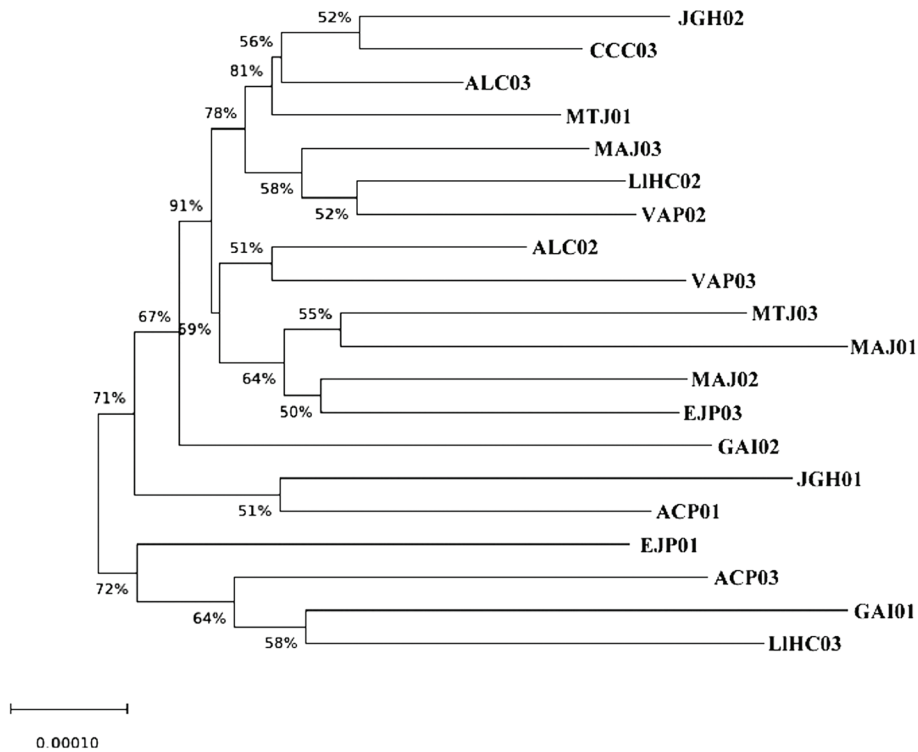 52%
JGH02
56%
CCC03
81%
ALC03
78%
MTJ01
MAJ03
58%
LIHC02
91%
52%
VAP02
51%
ALC02
VAP03
67%
59%
55%
MTJ03
MAJ01
64%
MAJ02
71%
50%
EJP03
GAI02
JGH01
51%
ACP01
EJP01
72%
ACP03
64%
GAI01
58%
LIHC03
0.00010